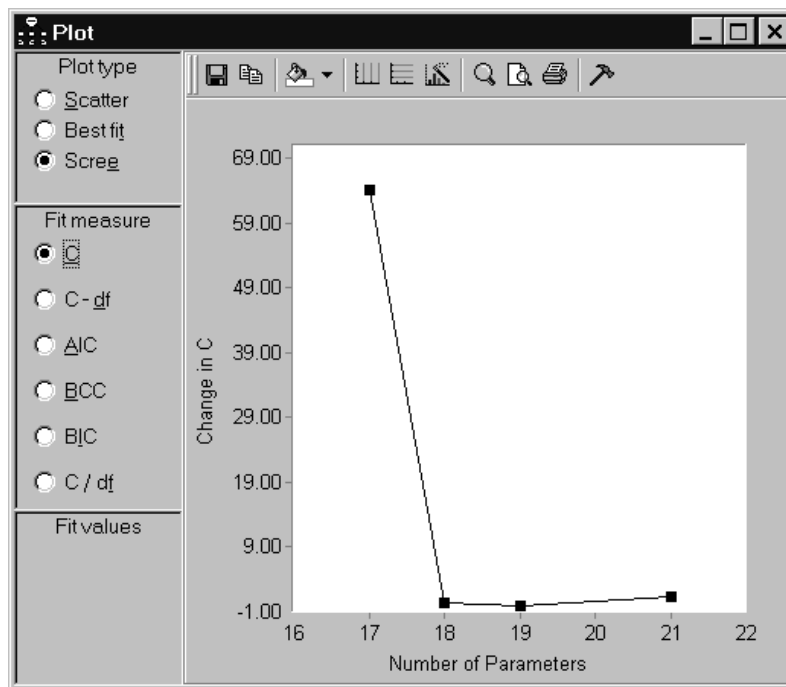 Plot
Plot type
Scatter
Best fit
Scree
Fit measure
C
C - df
AIC
BCC
BIC
C / df
Fit values
69.00
59.00
49.00
39.00
29.00
19.00
9.00
-1.00
Change in C
16 17 18 19 20 21 22
Number of Parameters